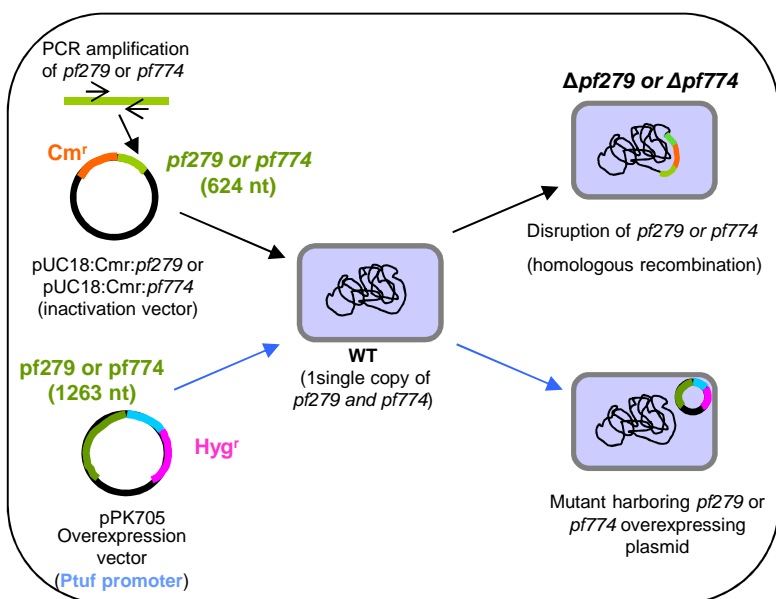 PCR amplification
of pf279 or pf774
Cmʳ
pf279 or pf774
(624 nt)
pUC18:Cmr:pf279 or
pUC18:Cmr:pf774
(inactivation vector)
pf279 or pf774
(1263 nt)
Hygʳ
pPK705
Overexpression
vector
(Ptuf promoter)
WT
(1single copy of
pf279 and pf774)
Δpf279 or Δpf774
Disruption of pf279 or pf774
(homologous recombination)
Mutant harboring pf279 or
pf774 overexpressing
plasmid